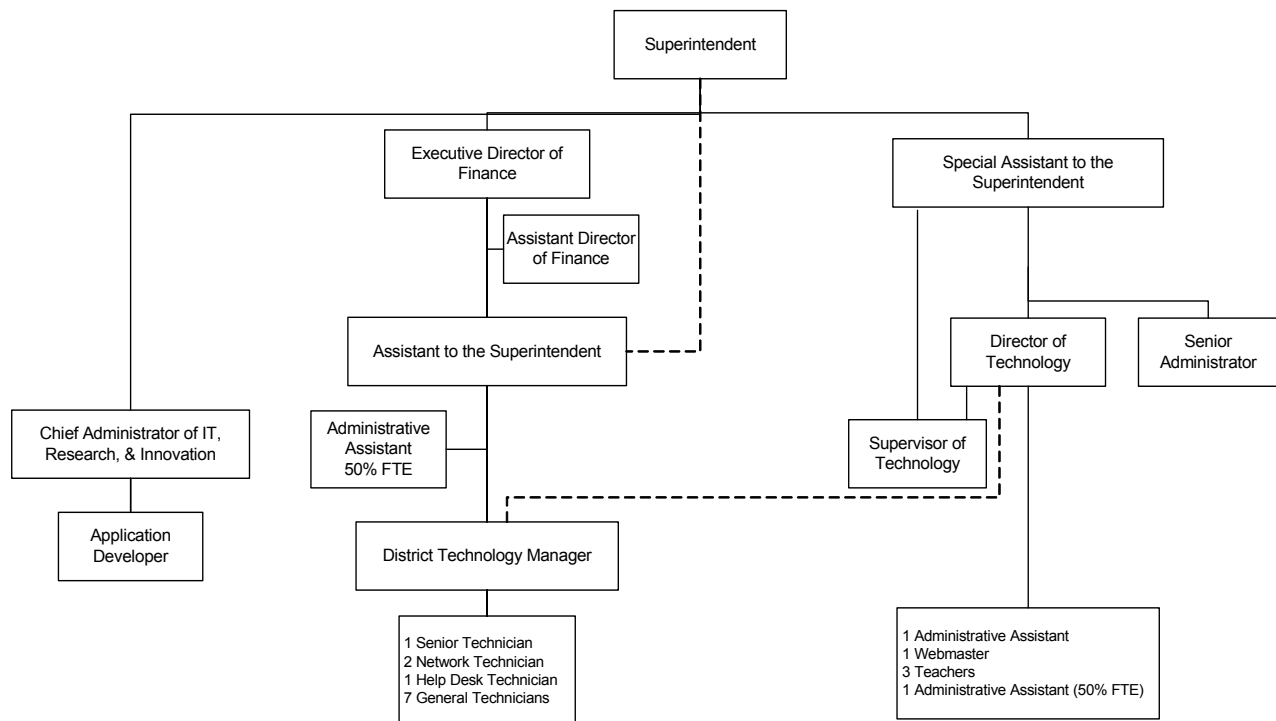 Superintendent
Executive Director of
Finance
Special Assistant to the
Superintendent
Assistant Director
of Finance
Assistant to the Superintendent
Director of
Technology
Senior
Administrator
Chief Administrator of IT,
Research, & Innovation
Administrative
Assistant
50% FTE
Supervisor of
Technology
Application
Developer
District Technology Manager
1 Senior Technician
2 Network Technician
1 Help Desk Technician
7 General Technicians
1 Administrative Assistant
1 Webmaster
3 Teachers
1 Administrative Assistant (50% FTE)